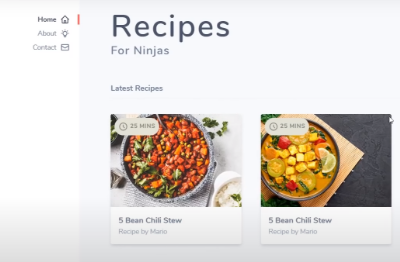 Home
About
Contact
Recipes
For Ninjas
Latest Recipes
25 MINS
25 MINS
5 Bean Chili Stew
Recipe by Mario
5 Bean Chili Stew
Recipe by Mario